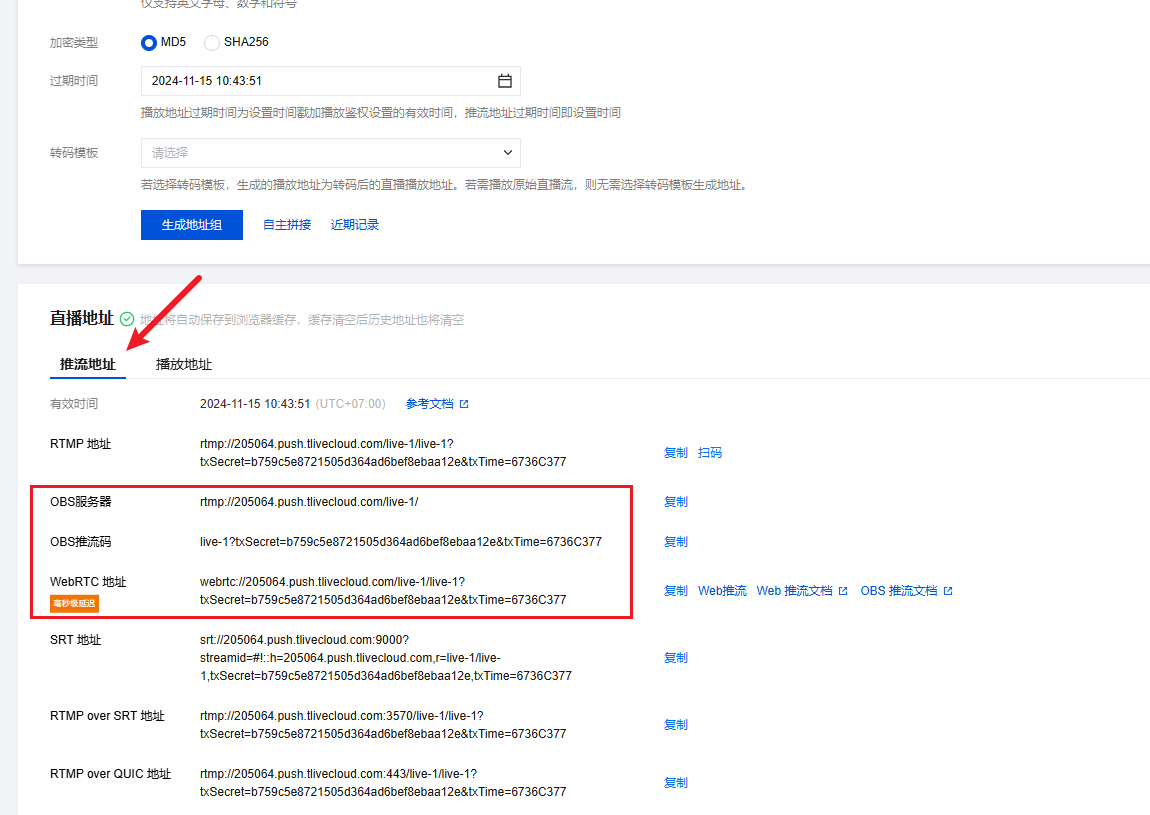 仅支持英文字母、数字和符号
加密类型 MD5 SHA256
过期时间 2024-11-15 10:43:51
播放地址过期时间为设置时间戳加播放鉴权设置的有效时间，推流地址过期时间即设置时间
转码模板 请选择
若选择转码模板，生成的播放地址为转码后的直播播放地址。若需播放原始直播流，则无需选择转码模板生成地址。
生成地址组 自主拼接 近期记录
直播地址 地址将自动保存到浏览器缓存，缓存清空后历史地址也将清空
推流地址 播放地址
有效时间 2024-11-15 10:43:51 (UTC+07:00) 参考文档
RTMP 地址 rtmp://205064.push.tlivecloud.com/live-1/live-1?
txSecret=b759c5e8721505d364ad6bef8ebaa12e&txTime=6736C377
复制 扫码
OBS服务器 rtmp://205064.push.tlivecloud.com/live-1/ 复制
OBS推流码 live-1?txSecret=b759c5e8721505d364ad6bef8ebaa12e&txTime=6736C377 复制
WebRTC 地址 webrtc://205064.push.tlivecloud.com/live-1/live-1?
毫秒级延迟 txSecret=b759c5e8721505d364ad6bef8ebaa12e&txTime=6736C377
复制 Web推流 Web 推流文档 OBS 推流文档
SRT 地址 srt://205064.push.tlivecloud.com:9000?
streamid=#!::h=205064.push.tlivecloud.com,r=live-1/live-
1,txSecret=b759c5e8721505d364ad6bef8ebaa12e,txTime=6736C377
复制
RTMP over SRT 地址 rtmp://205064.push.tlivecloud.com:3570/live-1/live-1?
txSecret=b759c5e8721505d364ad6bef8ebaa12e&txTime=6736C377
复制
RTMP over QUIC 地址 rtmp://205064.push.tlivecloud.com:443/live-1/live-1?
txSecret=b759c5e8721505d364ad6bef8ebaa12e&txTime=6736C377
复制